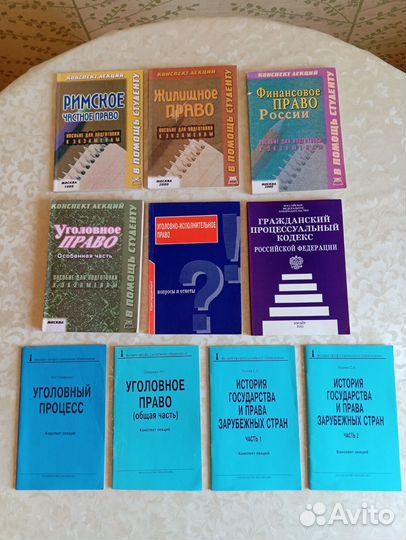 КОНСПЕКТ ЛЕКЦИЙ
РИМСКОЕ
ЧАСТНОЕ ПРАВО
ПОСОБИЕ ДЛЯ ПОДГОТОВКИ
К ЭКЗАМЕНАМ
МОСКВА
В ПОМОЩЬ СТУДЕНТУ
КОНСПЕКТ ЛЕКЦИЙ
Жилищное
ПРАВО
ПОСОБИЕ ДЛЯ ПОДГОТОВКИ
К ЭКЗАМЕНАМ
МОСКВА
2000
В ПОМОЩЬ СТУДЕНТУ
КОНСПЕКТ ЛЕКЦИЙ
Финансовое
ПРАВО
России
ПОСОБИЕ ДЛЯ ПОДГОТОВКИ
К ЭКЗАМЕНАМ
МОСКВА
В ПОМОЩЬ СТУДЕНТУ
КОНСПЕКТ ЛЕКЦИЙ
Уголовное
ПРАВО
Особенная часть
ПОСОБИЕ ДЛЯ ПОДГОТОВКИ
К ЭКЗАМЕНАМ
МОСКВА
В ПОМОЩЬ СТУДЕНТУ
УГОЛОВНО-ИСПОЛНИТЕЛЬНОЕ
ПРАВО
вопросы и ответы
ГРАЖДАНСКИЙ
ПРОЦЕССУАЛЬНЫЙ
КОДЕКС
РОССИЙСКОЙ ФЕДЕРАЦИИ
УГОЛОВНЫЙ
ПРОЦЕСС
Конспект лекций
УГОЛОВНОЕ
ПРАВО
(общая часть)
Конспект лекций
ИСТОРИЯ
ГОСУДАРСТВА
И ПРАВА
ЗАРУБЕЖНЫХ СТРАН
ЧАСТЬ 1
Конспект лекций
ИСТОРИЯ
ГОСУДАРСТВА
И ПРАВА
ЗАРУБЕЖНЫХ СТРАН
ЧАСТЬ 2
Конспект лекций
Avito